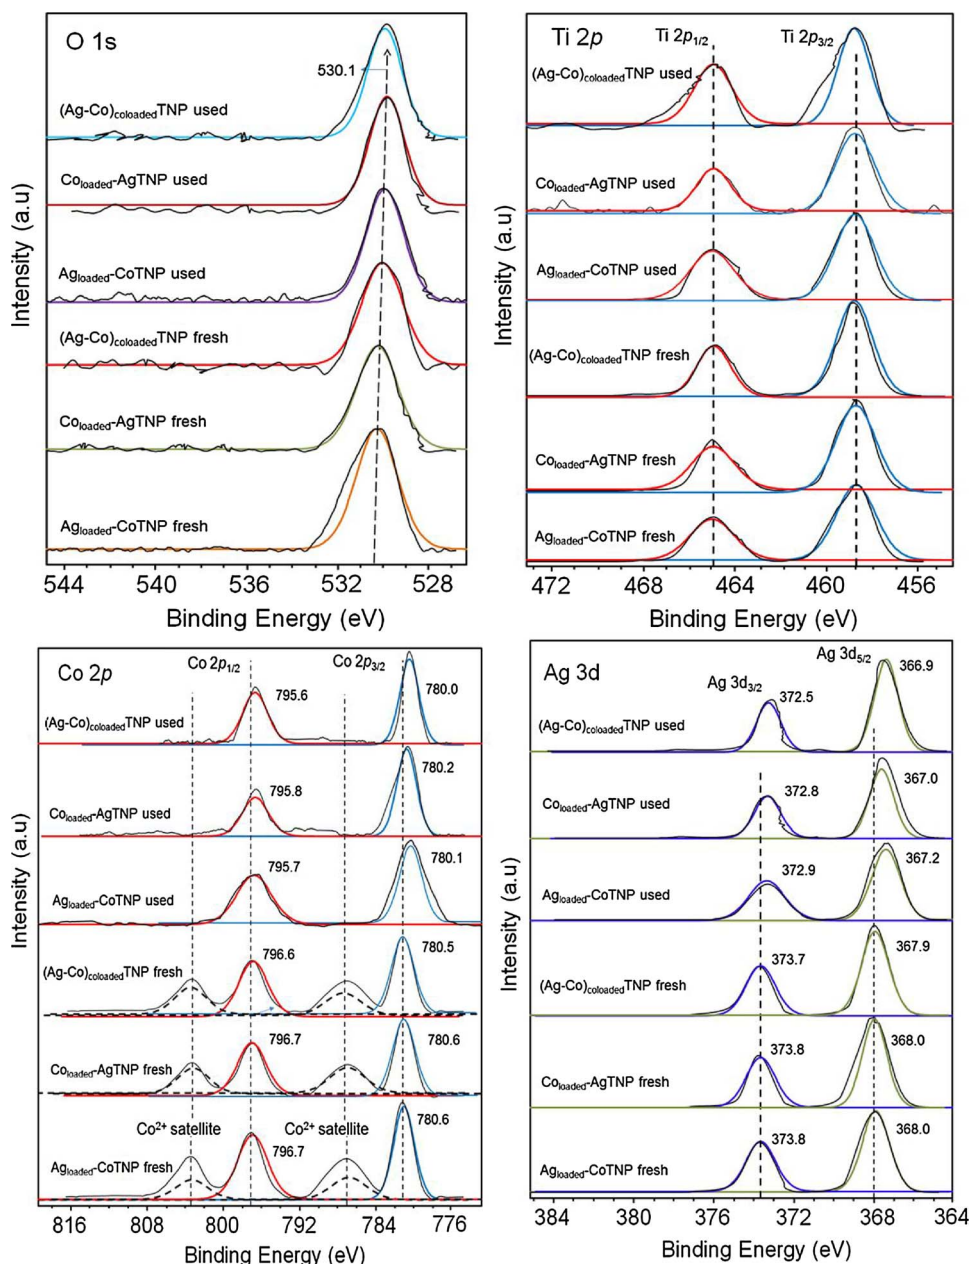 O 1s
530.1
(Ag-Co)coloadedTNP used
Coloaded-AgTNP used
Agloaded-CoTNP used
(Ag-Co)coloadedTNP fresh
Coloaded-AgTNP fresh
Agloaded-CoTNP fresh
Intensity (a.u)
544 540 536 530 528
Binding Energy (eV)
Ti 2p
Ti 2p1/2
Ti 2p3/2
(Ag-Co)coloadedTNP used
Coloaded-AgTNP used
Agloaded-CoTNP used
(Ag-Co)coloadedTNP fresh
Coloaded-AgTNP fresh
Agloaded-CoTNP fresh
Intensity (a.u)
472 468 464 460 456
Binding Energy (eV)
Co 2p
Co 2p1/2
Co 2p3/2
795.6
780.0
(Ag-Co)coloadedTNP used
780.2
795.8
Coloaded-AgTNP used
795.7
780.1
Agloaded-CoTNP used
780.5
796.6
(Ag-Co)coloadedTNP fresh
796.7
780.6
Coloaded-AgTNP fresh
Co2+ satellite
Co2+ satellite
780.6
796.7
Agloaded-CoTNP fresh
Intensity (a.u)
816 808 800 792 784 776
Binding Energy (eV)
Ag 3d
Ag 3d5/2
366.9
Ag 3d3/2
372.5
(Ag-Co)coloadedTNP used
367.0
372.8
Coloaded-AgTNP used
367.2
372.9
Agloaded-CoTNP used
367.9
373.7
(Ag-Co)coloadedTNP fresh
368.0
373.8
Coloaded-AgTNP fresh
368.0
373.8
Agloaded-CoTNP fresh
Intensity (a.u)
384 380 376 372 368 364
Binding Energy (eV)